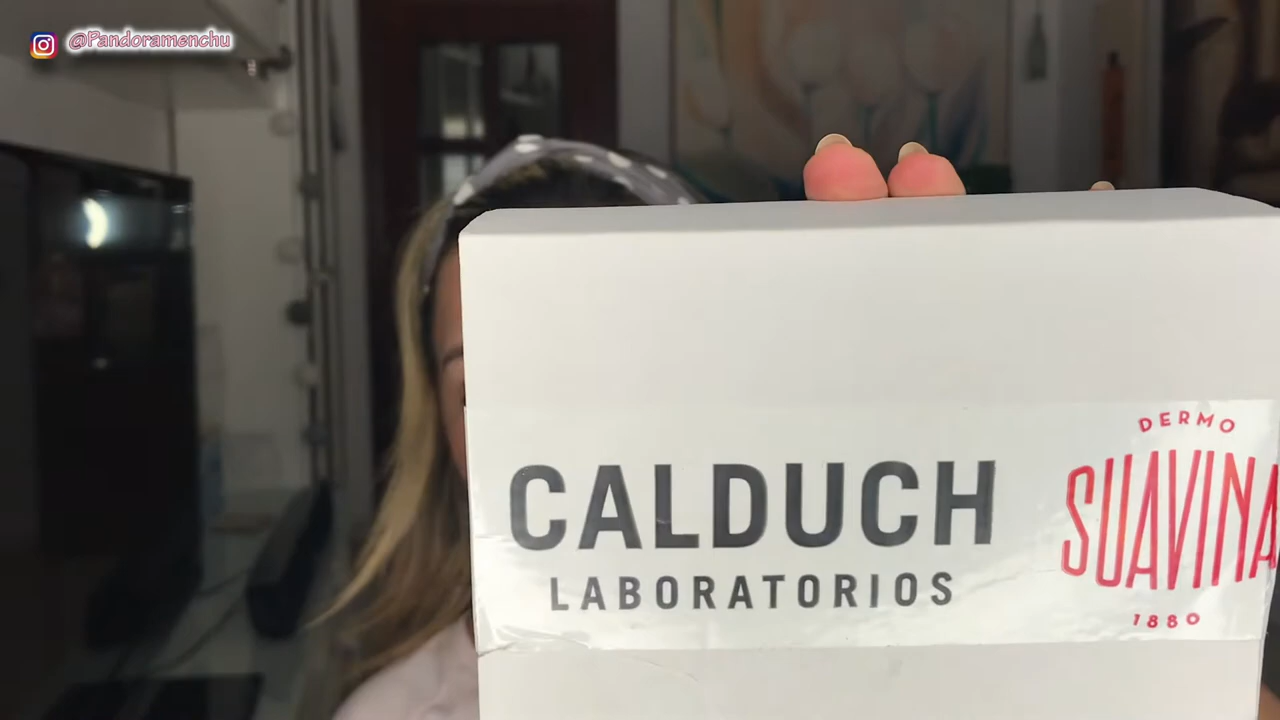 @Pandoramenchu
CALDUCH
LABORATORIOS
DERMO
SUAVINA
1880